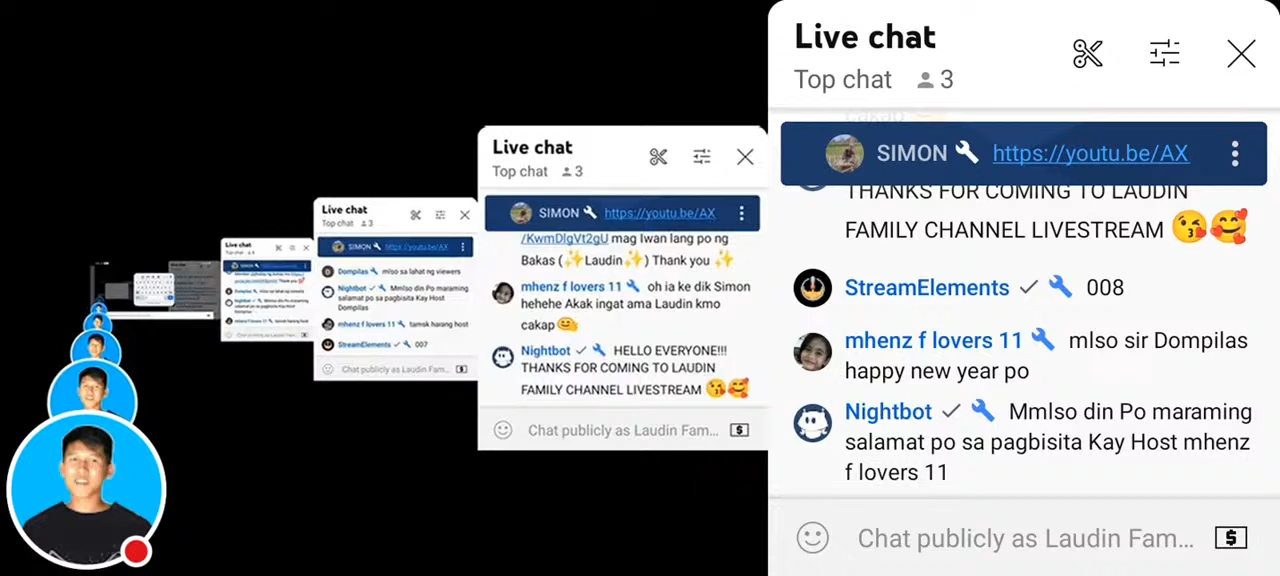 Live chat
Top chat 3
SIMON https://youtu.be/AX
THANKS FOR COMING TO LAUDIN
FAMILY CHANNEL LIVESTREAM 😘🥰
StreamElements 008
mhenz f lovers 11 mlso sir Dompilas
happy new year po
Nightbot Mmlso din Po maraming
salamat po sa pagbisita Kay Host mhenz
f lovers 11
Chat publicly as Laudin Fam...
Live chat
Top chat 3
SIMON https://youtu.be/AX
/KwmDlgVt2gU mag Iwan lang po ng
Bakas (✨Laudin✨) Thank you ✨
mhenz f lovers 11 oh ia ke dik Simon
hehehe Akak ingat ama Laudin kmo
cakap 😋
Nightbot HELLO EVERYONE!!!
THANKS FOR COMING TO LAUDIN
FAMILY CHANNEL LIVESTREAM 😘🥰
Chat publicly as Laudin Fam...
Live chat
Top chat 3
SIMON https://youtu.be/AX
Dompilas mlso sa lahat ng viewers
Nightbot Mmlso din Po maraming
salamat po sa pagbisita Kay Host
Dompilas
mhenz f lovers 11 tamsk harang host
StreamElements 007
Chat publicly as Laudin Fam...
Live chat